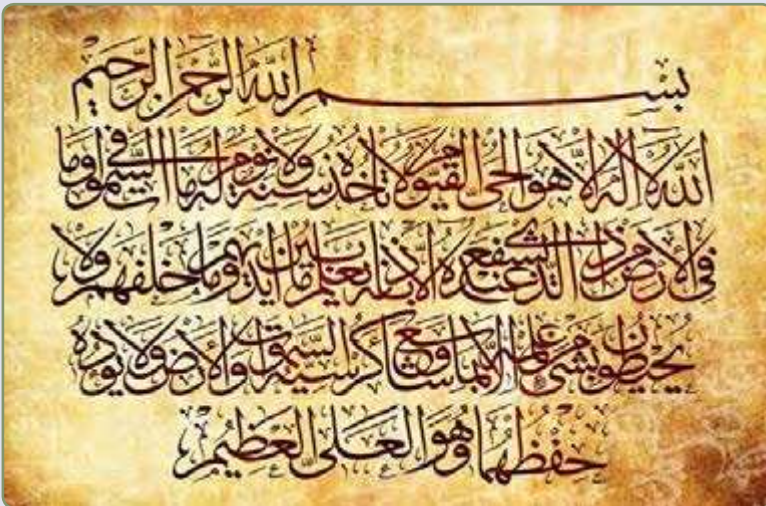 بسم الله الرحمن الرحيم
الله لا إله إلا هو الحي القيوم لا تأخذه سنة ولا نوم له ما في السموات وما
في الأرض من ذا الذي يشفع عنده إلا بإذنه يعلم ما بين أيديهم وما خلفهم ولا
يحيطون بشيء من علمه إلا بما شاء وسع كرسيه السموات والأرض ولا يؤده
حفظهما وهو العلي العظيم